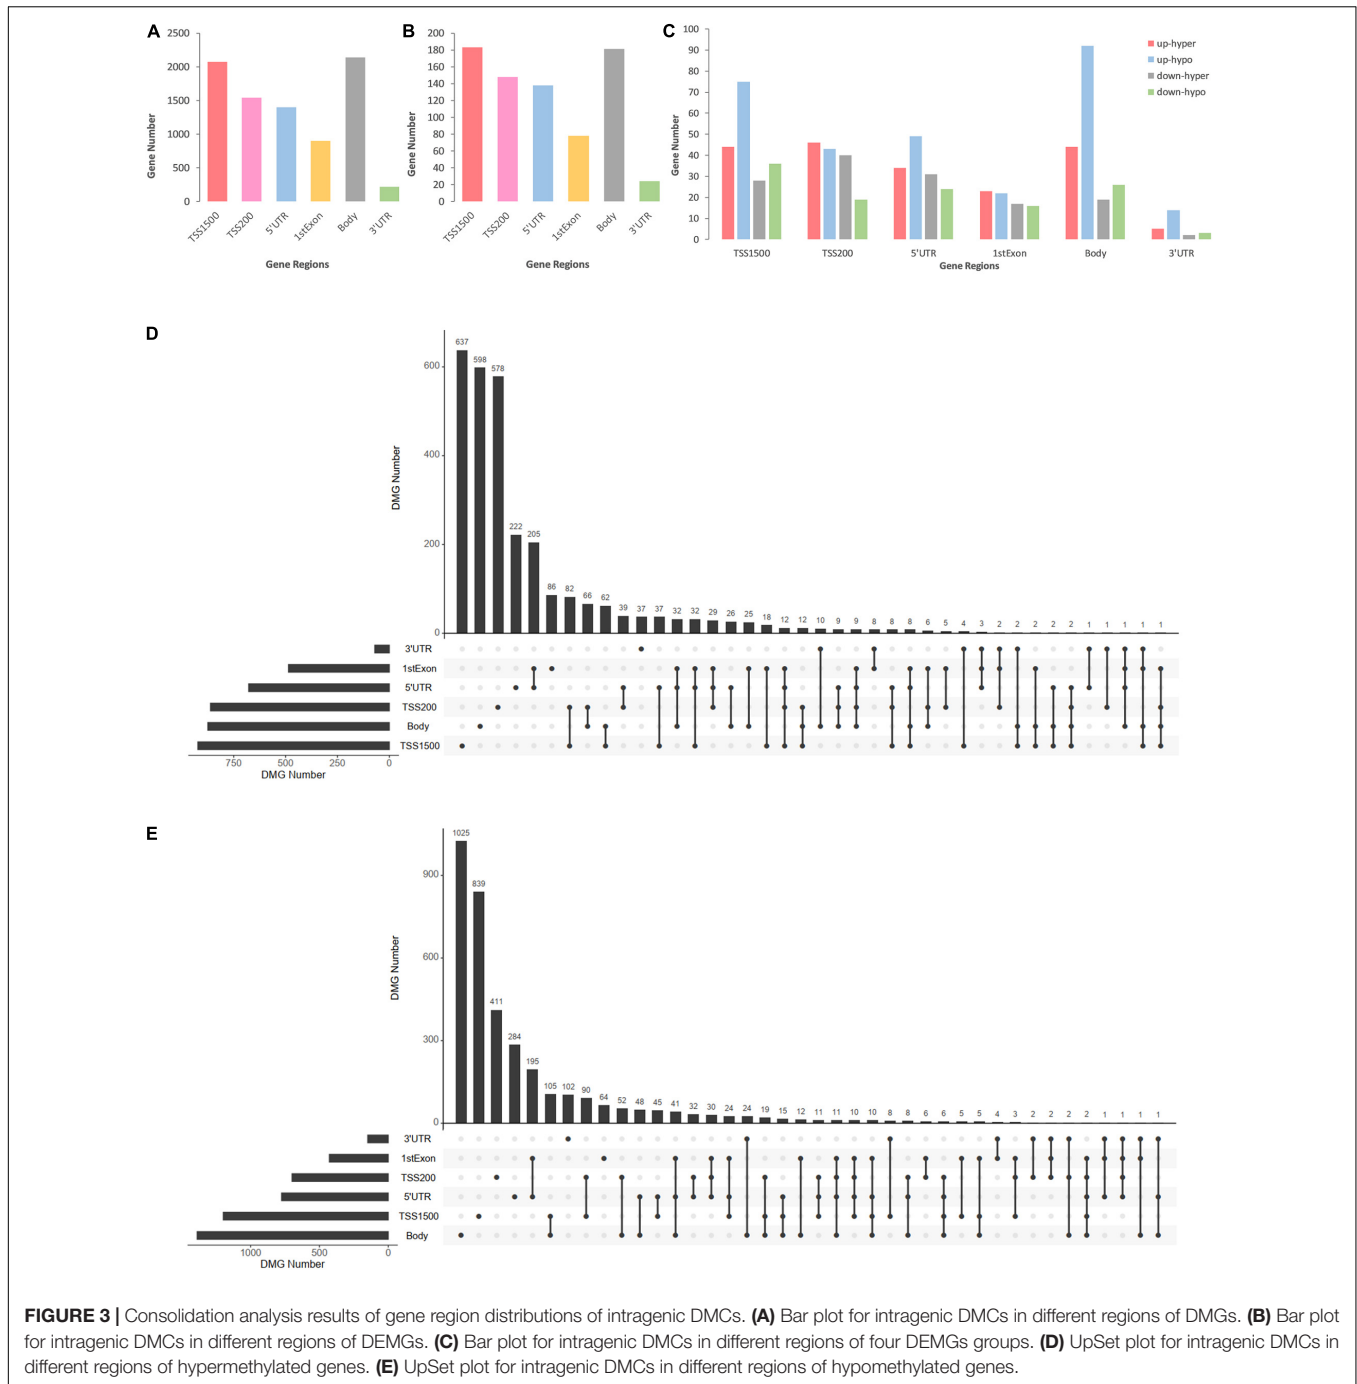 A
2500
2000
1500
1000
500
0
Gene Number
TSS1500
TSS200
5'UTR
1stExon
Body
3'UTR
Gene Regions
B
200
180
160
140
120
100
80
60
40
20
0
Gene Number
TSS1500
TSS200
5'UTR
1stExon
Body
3'UTR
Gene Regions
C
100
90
80
70
60
50
40
30
20
10
0
Gene Number
TSS1500
TSS200
5'UTR
1stExon
Body
3'UTR
Gene Regions
up-hyper
up-hypo
down-hyper
down-hypo
D
600
400
200
0
DMG Number
637 598 578 222 205 86 82 66 62 39 37 37 32 32 29 26 25 18 12 12 10 9 9 8 8 8 6 5 4 3 2 2 2 2 2 1 1 1 1 1
3'UTR
1stExon
5'UTR
TSS200
Body
TSS1500
750 500 250 0
DMG Number
E
900
600
300
0
DMG Number
1025 839 411 284 195 105 102 90 64 52 48 45 41 32 30 24 24 19 15 12 11 11 10 10 8 8 6 6 5 5 4 3 2 2 2 2 1 1 1 1
3'UTR
1stExon
TSS200
5'UTR
TSS1500
Body
1000 500 0
DMG Number
FIGURE 3 | Consolidation analysis results of gene region distributions of intragenic DMCs. (A) Bar plot for intragenic DMCs in different regions of DMGs. (B) Bar plot
for intragenic DMCs in different regions of DEMGs. (C) Bar plot for intragenic DMCs in different regions of four DEMGs groups. (D) UpSet plot for intragenic DMCs in
different regions of hypermethylated genes. (E) UpSet plot for intragenic DMCs in different regions of hypomethylated genes.